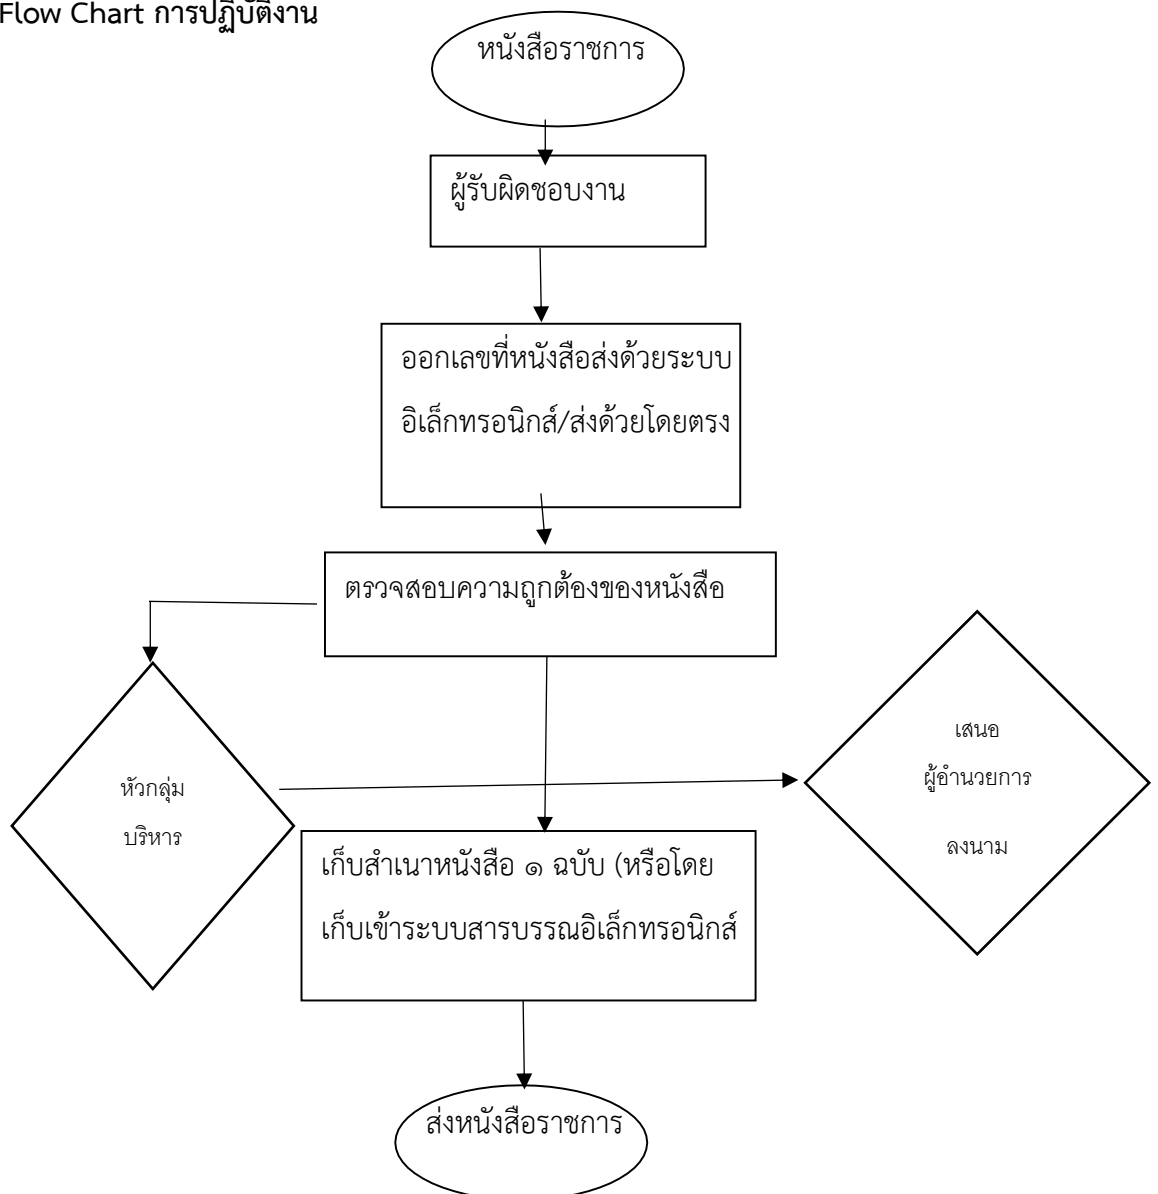 Flow Chart การปฏิบัติงาน
หนังสือราชการ
ผู้รับผิดชอบงาน
ออกเลขที่หนังสือส่งด้วยระบบ
อิเล็กทรอนิกส์/ส่งด้วยโดยตรง
ตรวจสอบความถูกต้องของหนังสือ
หัวกลุ่ม
บริหาร
เสนอ
ผู้อำนวยการ
ลงนาม
เก็บสำเนาหนังสือ ๑ ฉบับ (หรือโดย
เก็บเข้าระบบสารบรรณอิเล็กทรอนิกส์
ส่งหนังสือราชการ